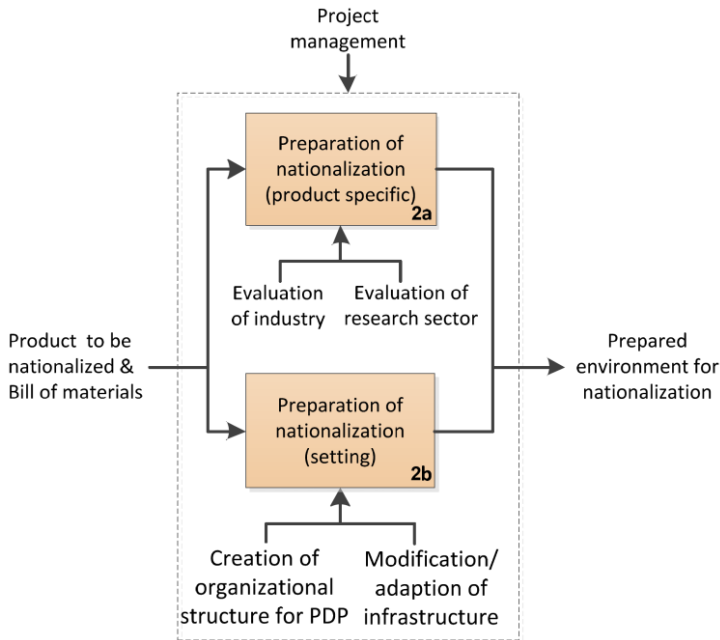 Project
management
Preparation of
nationalization
(product specific)
2a
Evaluation
of industry
Evaluation of
research sector
Product to be
nationalized &
Bill of materials
Prepared
environment for
nationalization
Preparation of
nationalization
(setting)
2b
Creation of
organizational
structure for PDP
Modification/
adaption of
infrastructure